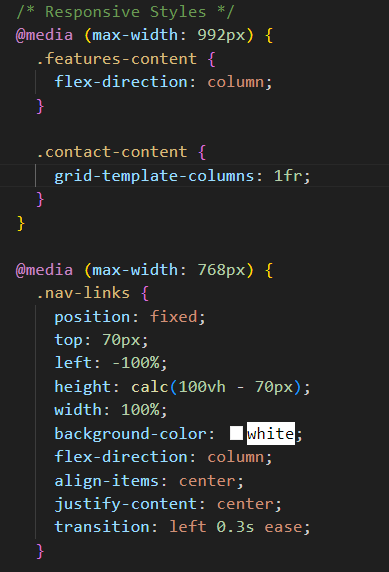 /* Responsive Styles */
@media (max-width: 992px) {
  .features-content {
    flex-direction: column;
  }

  .contact-content {
    grid-template-columns: 1fr;
  }
}

@media (max-width: 768px) {
  .nav-links {
    position: fixed;
    top: 70px;
    left: -100%;
    height: calc(100vh - 70px);
    width: 100%;
    background-color: white;
    flex-direction: column;
    align-items: center;
    justify-content: center;
    transition: left 0.3s ease;
  }